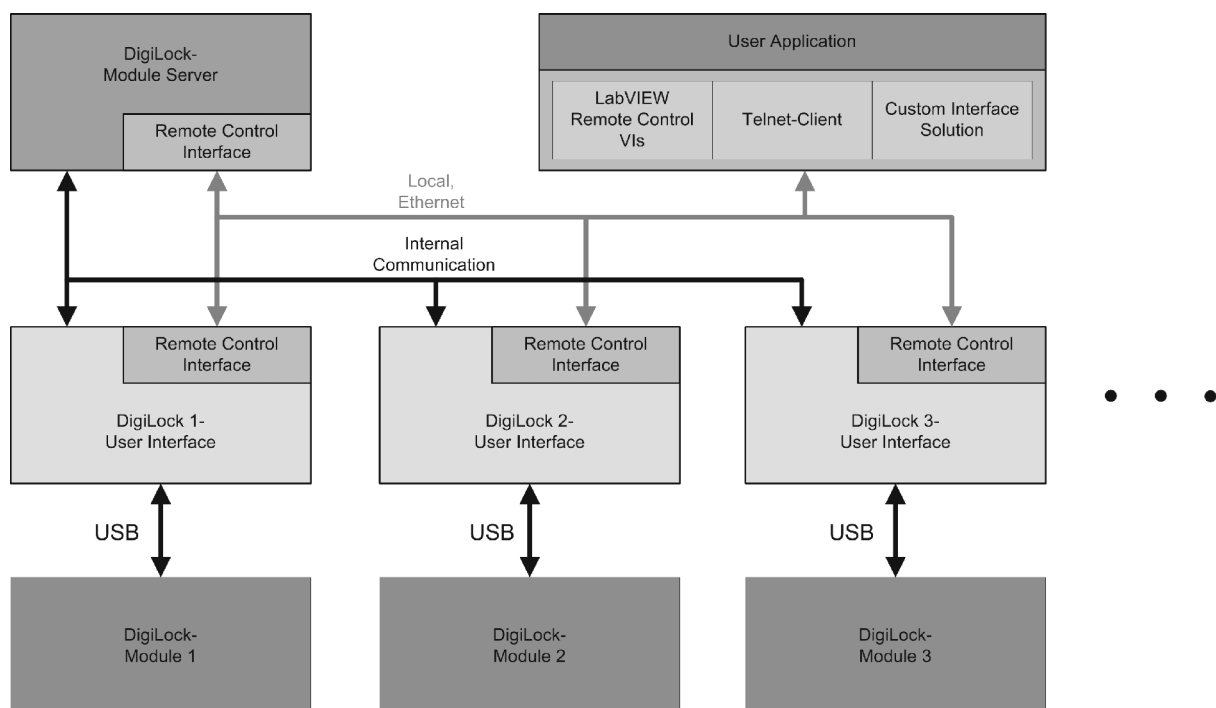 DigiLock-
Module Server
Remote Control
Interface
User Application
LabVIEW
Remote Control
VIs
Telnet-Client
Custom Interface
Solution
Local,
Ethernet
Internal
Communication
Remote Control
Interface
DigiLock 1-
User Interface
Remote Control
Interface
DigiLock 2-
User Interface
Remote Control
Interface
DigiLock 3-
User Interface
USB
USB
USB
DigiLock-
Module 1
DigiLock-
Module 2
DigiLock-
Module 3